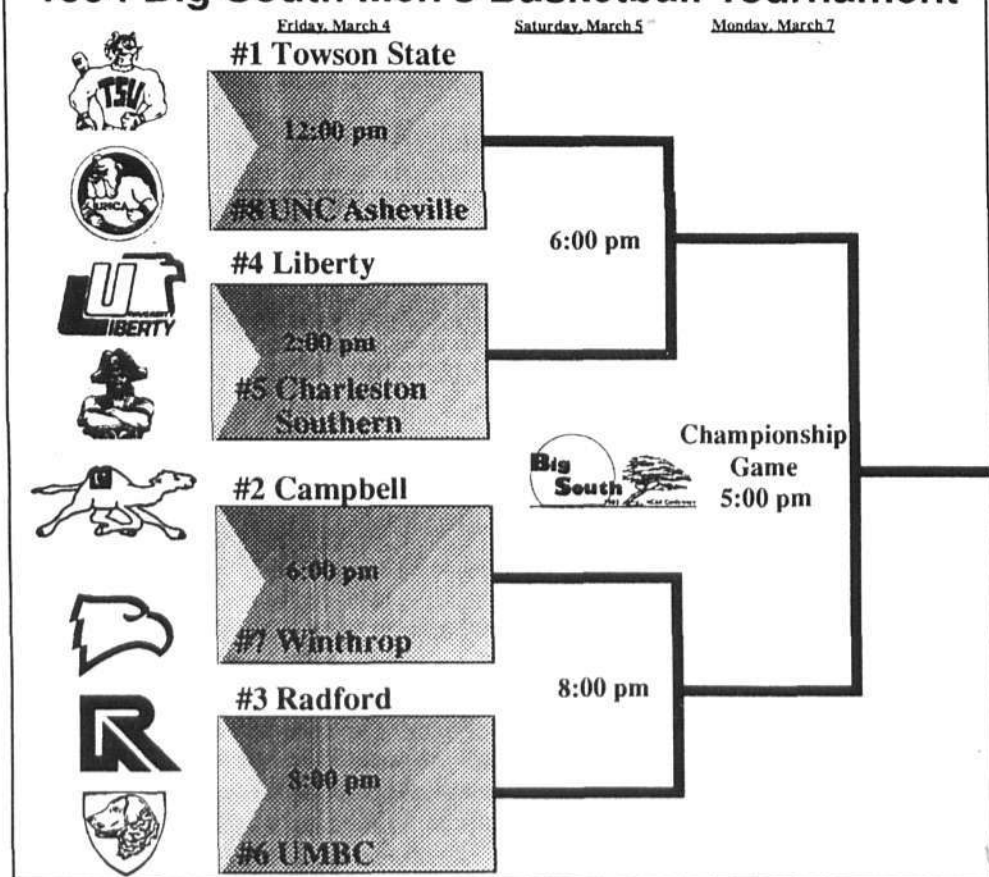 1994 Big South Men's Basketball Tournament
Friday, March 4
Saturday, March 5
Monday, March 7
#1 Towson State
TSU
12:00 pm
UNCA
#8 UNC Asheville
#4 Liberty
LU
UNIVERSITY
LIBERTY
2:00 pm
#5 Charleston
Southern
6:00 pm
#2 Campbell
6:00 pm
#7 Winthrop
Big
South
Championship
Game
5:00 pm
#3 Radford
R
8:00 pm
#6 UMBC
8:00 pm